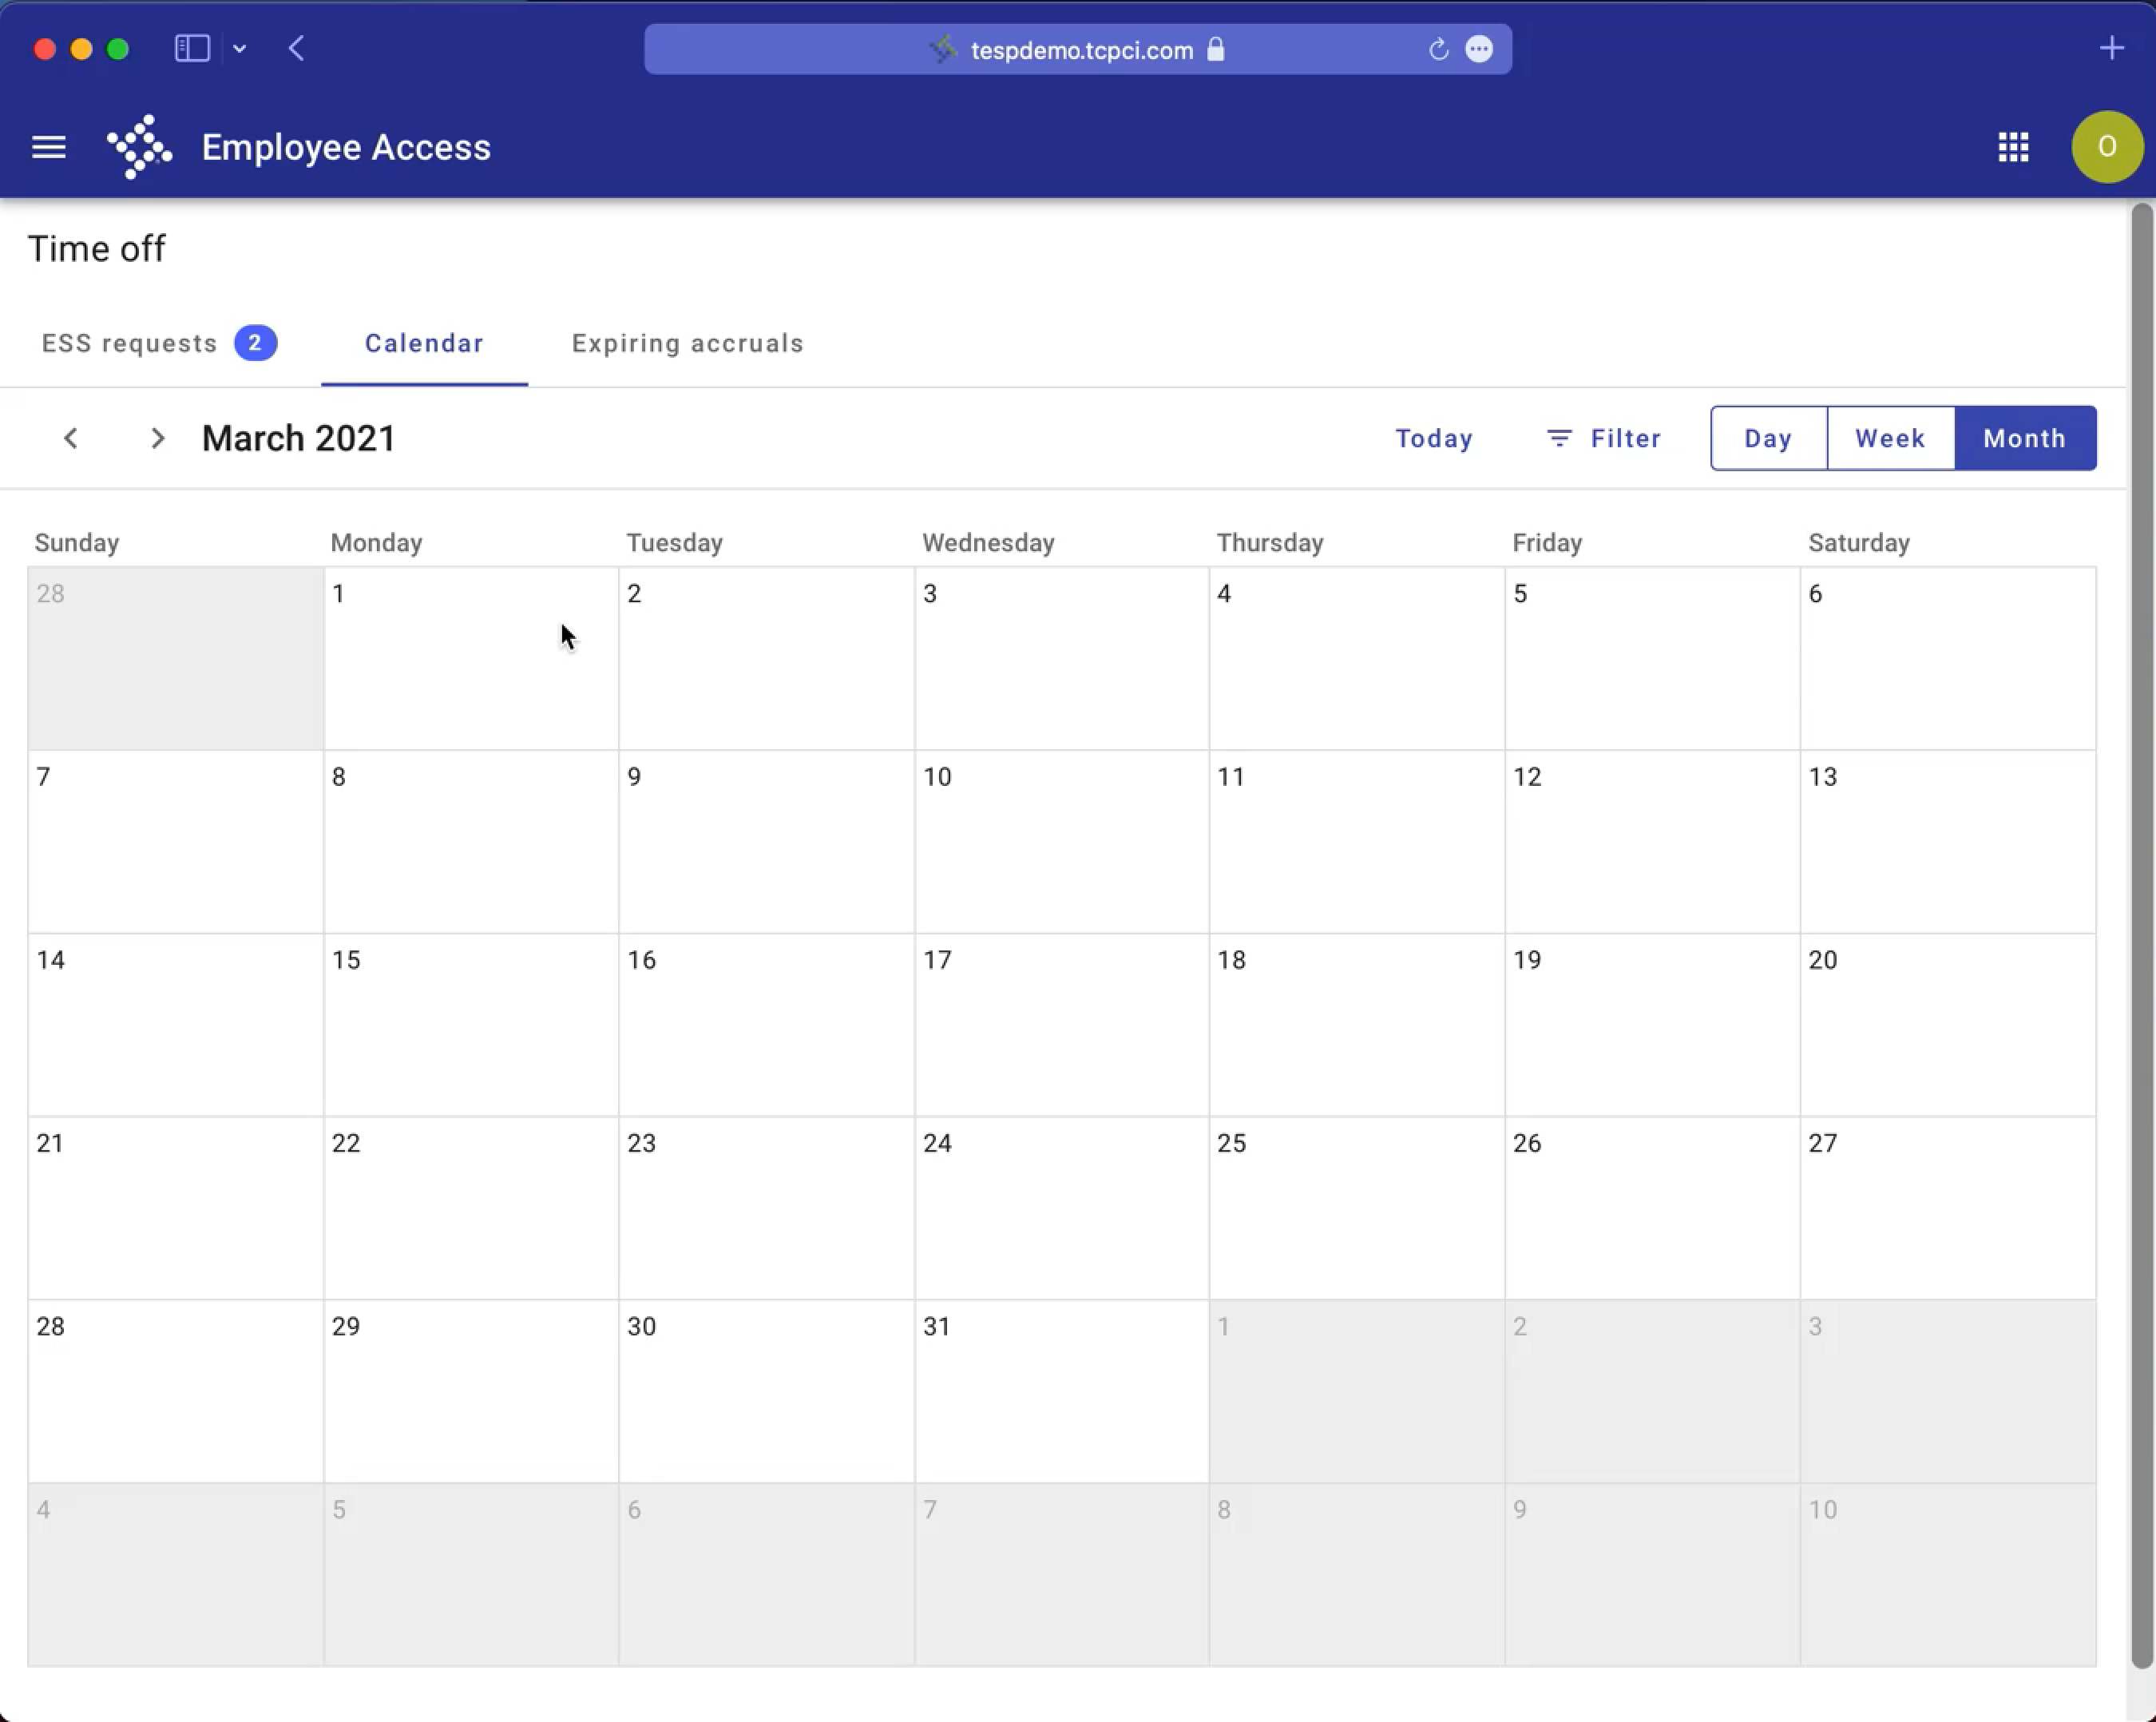 tespdemo.tcpci.com
Employee Access
O
Time off
ESS requests 2 Calendar Expiring accruals
March 2021 Today Filter Day Week Month
Sunday Monday Tuesday Wednesday Thursday Friday Saturday
28 1 2 3 4 5 6
7 8 9 10 11 12 13
14 15 16 17 18 19 20
21 22 23 24 25 26 27
28 29 30 31 1 2 3
4 5 6 7 8 9 10